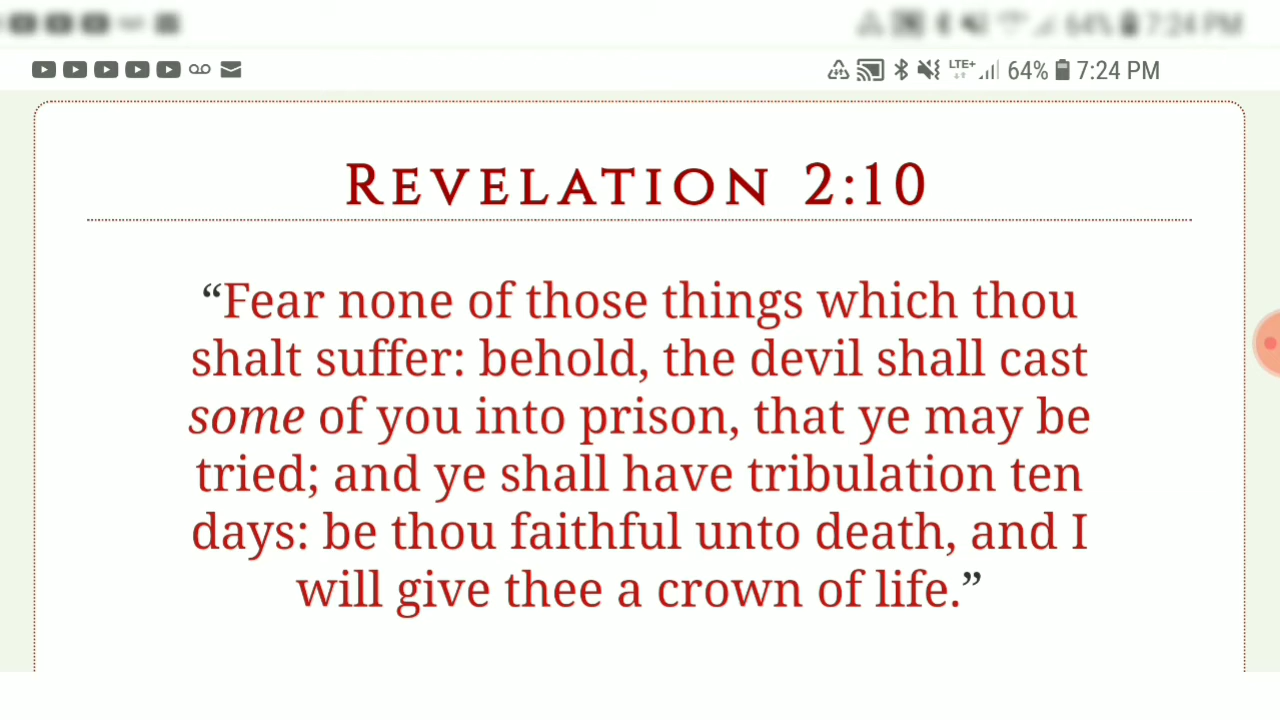 LTE+ 64% 7:24 PM
REVELATION 2:10
“Fear none of those things which thou
shalt suffer: behold, the devil shall cast
some of you into prison, that ye may be
tried; and ye shall have tribulation ten
days: be thou faithful unto death, and I
will give thee a crown of life.”